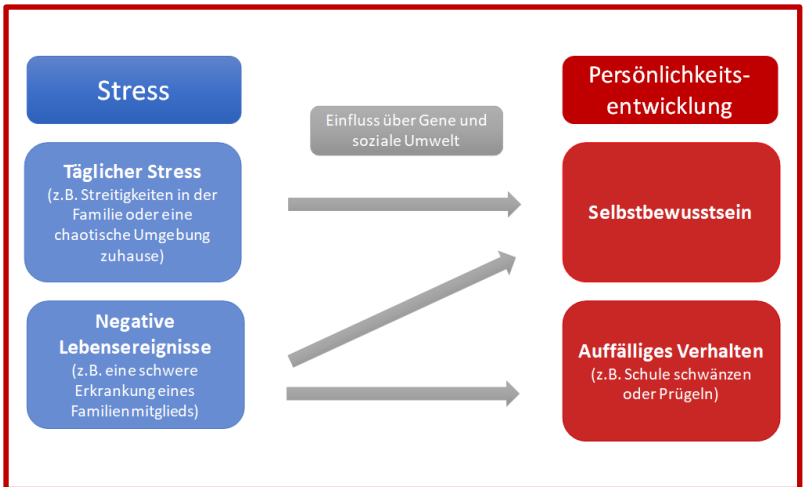 Stress
Persönlichkeits-
entwicklung
Einfluss über Gene und
soziale Umwelt
Täglicher Stress
(z.B. Streitigkeiten in der
Familie oder eine
chaotische Umgebung
zuhause)
Selbstbewusstsein
Negative
Lebensereignisse
(z.B. eine schwere
Erkrankung eines
Familienmitglieds)
Auffälliges Verhalten
(z.B. Schule schwänzen
oder Prügeln)